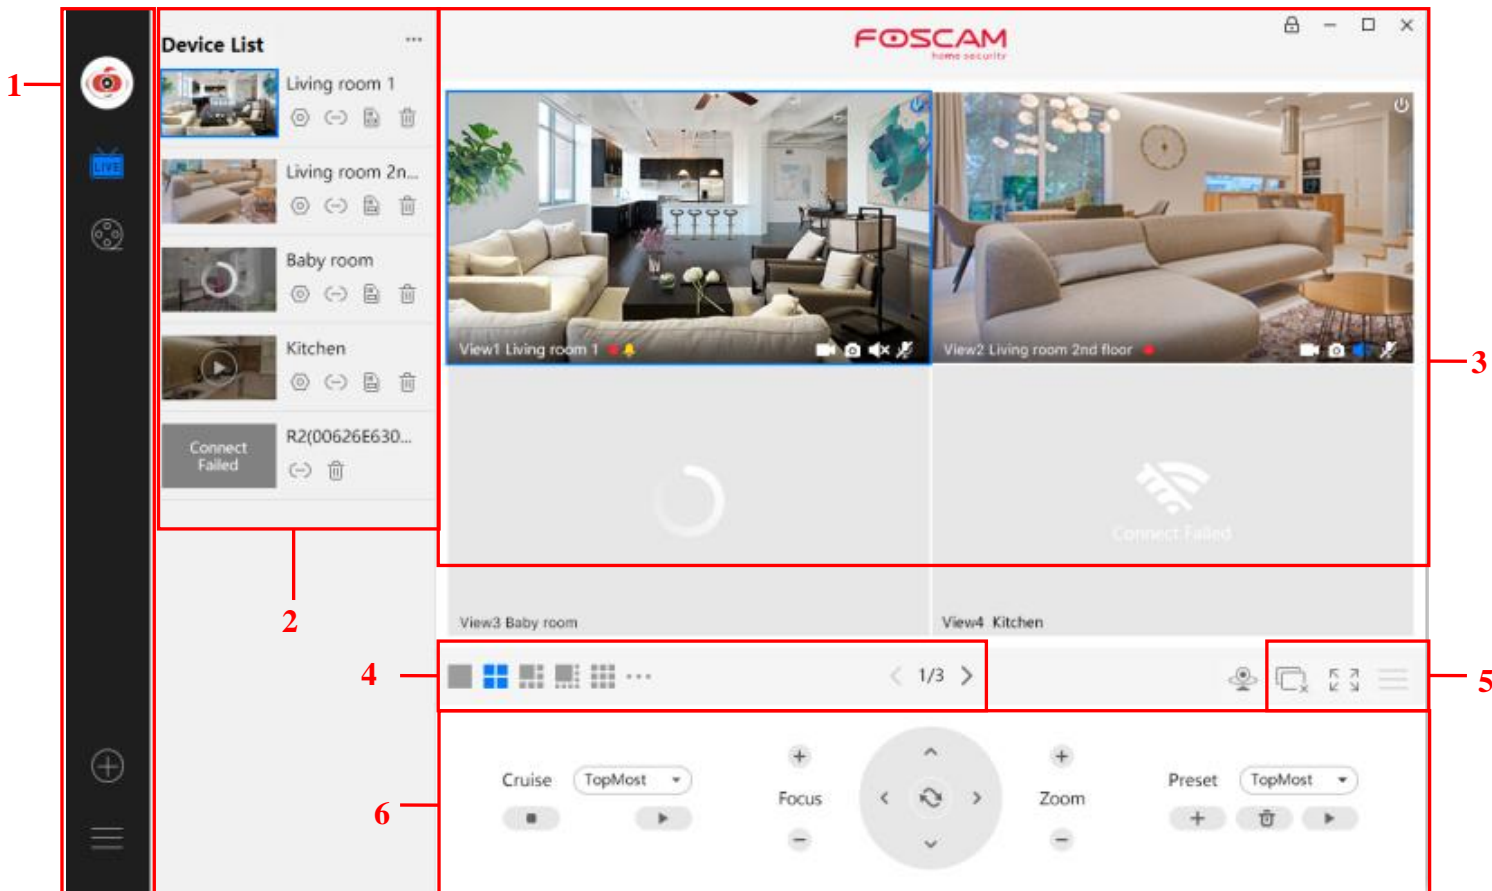 FOSCAM
home security
Device List
...
1
Living room 1
LIVE
Living room 2n...
Baby room
View1 Living room 1
View2 Living room 2nd floor
Kitchen
3
R2(00626E630...
Connect
Failed
Connect Failed
2
View3 Baby room
View4 Kitchen
4
1/3
5
Cruise
TopMost
Focus
Zoom
Preset
TopMost
6